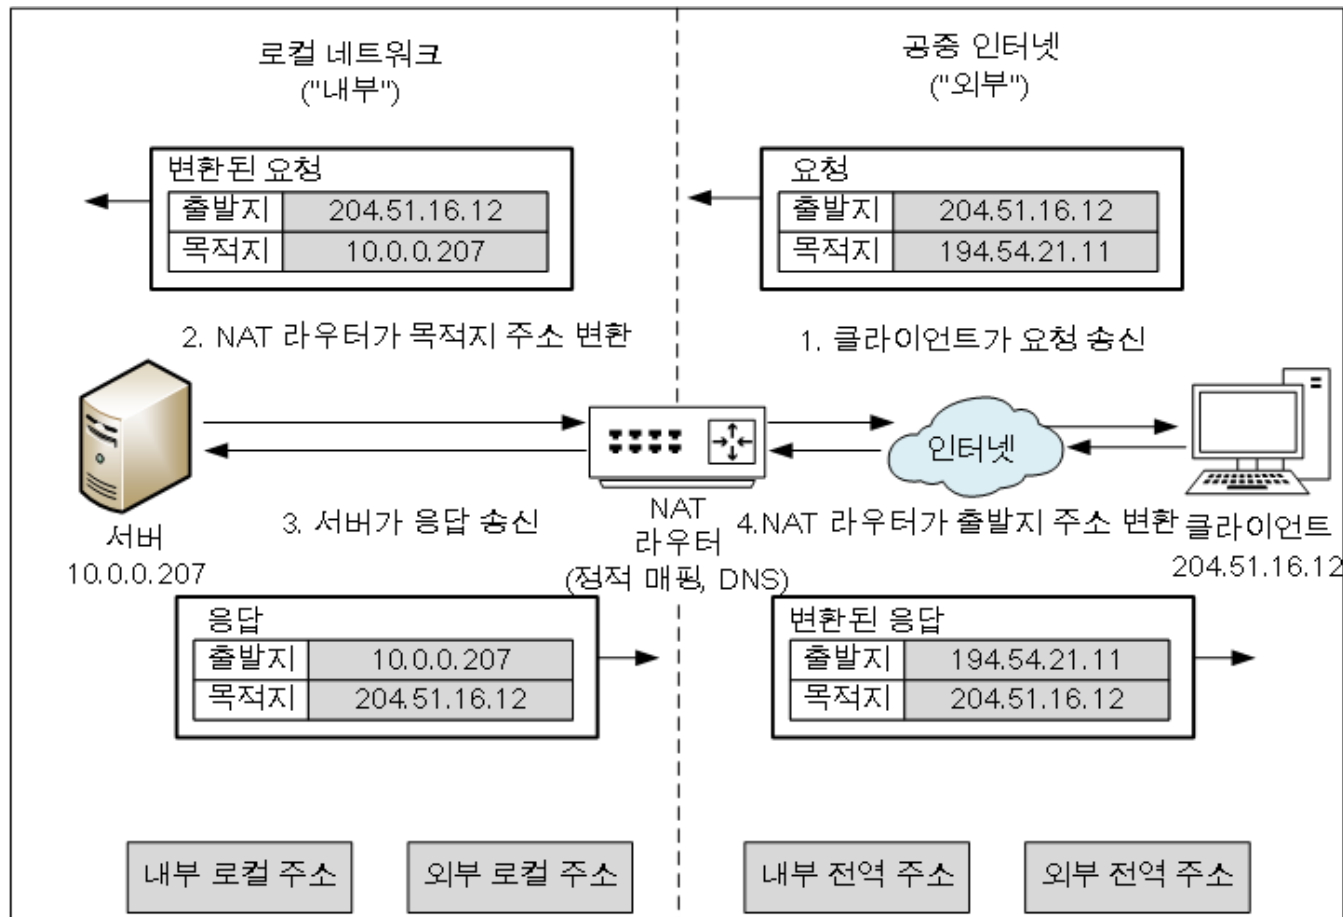 로컬 네트워크
("내부")
공중 인터넷
("외부")
변환된 요청
출발지 204.51.16.12
목적지 10.0.0.207
요청
출발지 204.51.16.12
목적지 194.54.21.11
2. NAT 라우터가 목적지 주소 변환
1. 클라이언트가 요청 송신
인터넷
3. 서버가 응답 송신
서버
10.0.0.207
NAT
라우터
(정적 매핑, DNS)
4.NAT 라우터가 출발지 주소 변환
클라이언트
204.51.16.12
응답
출발지 10.0.0.207
목적지 204.51.16.12
변환된 응답
출발지 194.54.21.11
목적지 204.51.16.12
내부 로컬 주소
외부 로컬 주소
내부 전역 주소
외부 전역 주소